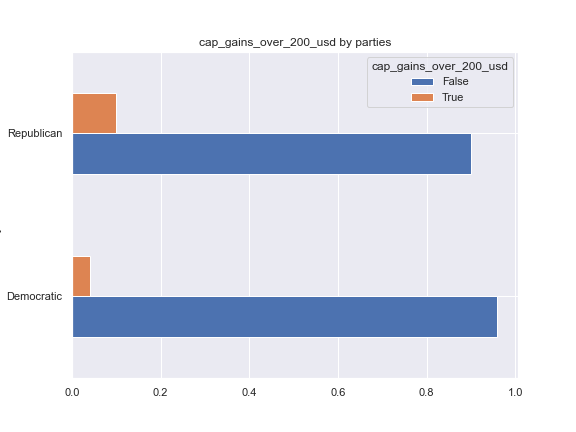 cap_gains_over_200_usd by parties
cap_gains_over_200_usd
False
True
Republican
Democratic
0.0 0.2 0.4 0.6 0.8 1.0